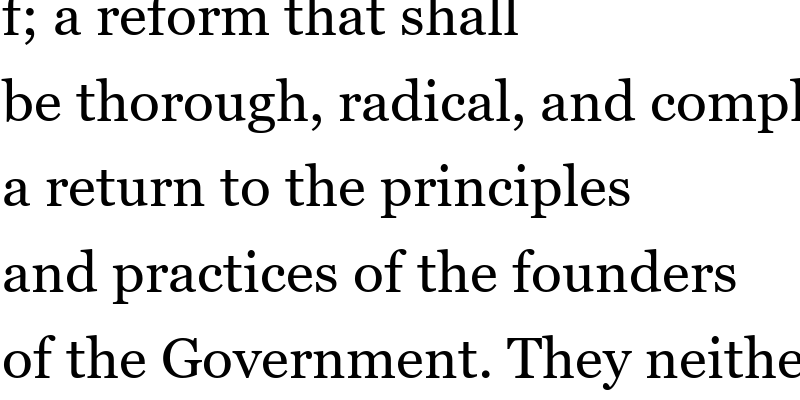 f; a reform that shall
be thorough, radical, and compl
a return to the principles
and practices of the founders
of the Government. They neithe